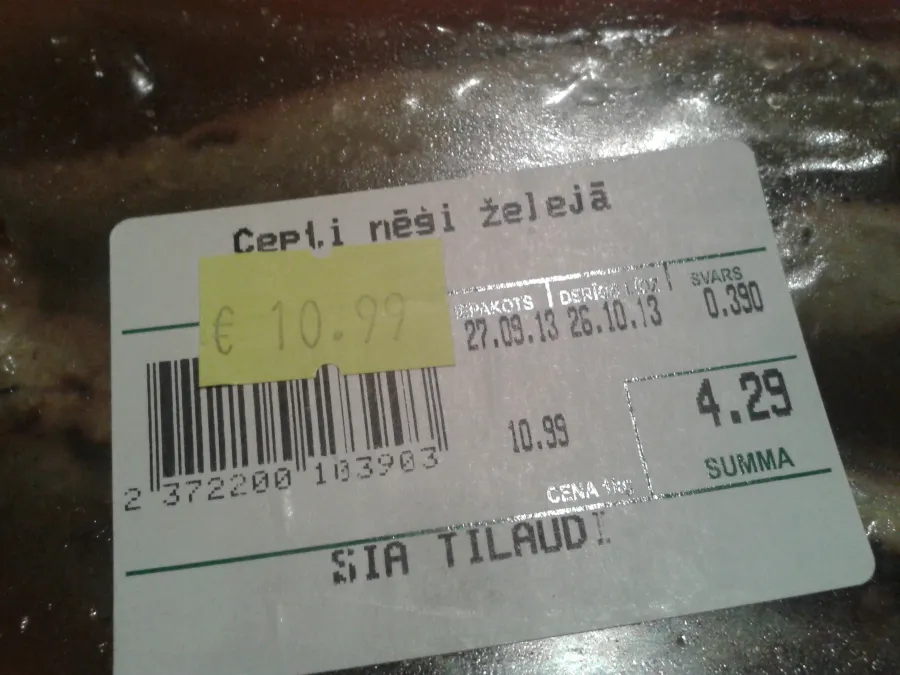 Cepti nēģi želejā
€ 10.99
IEPAKOTS DERĪGS LĪDZ SVARS
27.09.13 26.10.13 0.390
10.99 4.29
CENA 1KG SUMMA
2 372200 103903
SIA TILAUDI